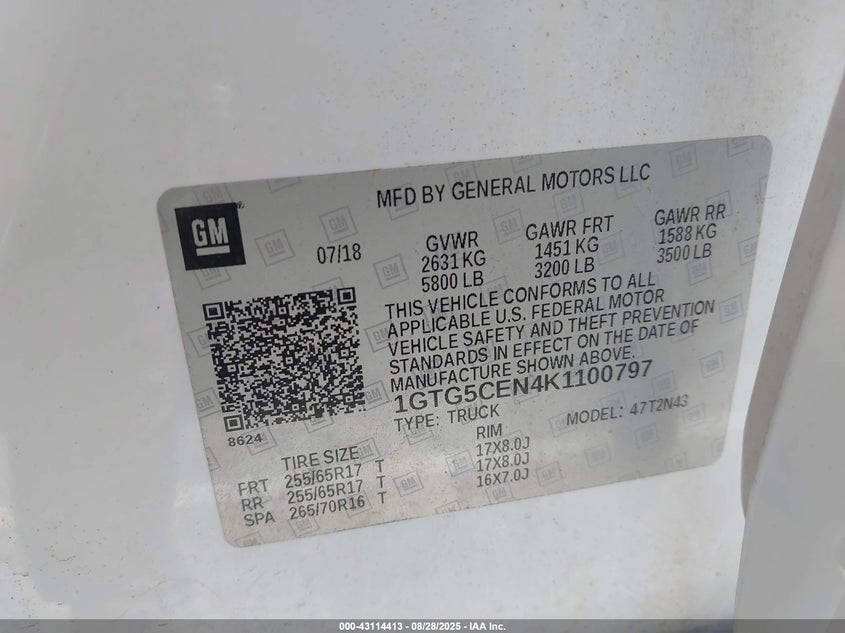 MFD BY GENERAL MOTORS LLC
GM
07/18
GVWR
2631 KG
5800 LB
GAWR FRT
1451 KG
3200 LB
GAWR RR
1588 KG
3500 LB
THIS VEHICLE CONFORMS TO ALL
APPLICABLE U.S. FEDERAL MOTOR
VEHICLE SAFETY AND THEFT PREVENTION
STANDARDS IN EFFECT ON THE DATE OF
MANUFACTURE SHOWN ABOVE.
1GTG5CEN4K1100797
TYPE: TRUCK
MODEL: 47T2N43
8624
TIRE SIZE
RIM
FRT 255/65R17 T 17X8.0J
RR 255/65R17 T 17X8.0J
SPA 265/70R16 T 16X7.0J
000-43114413 - 08/28/2025 - IAA Inc.